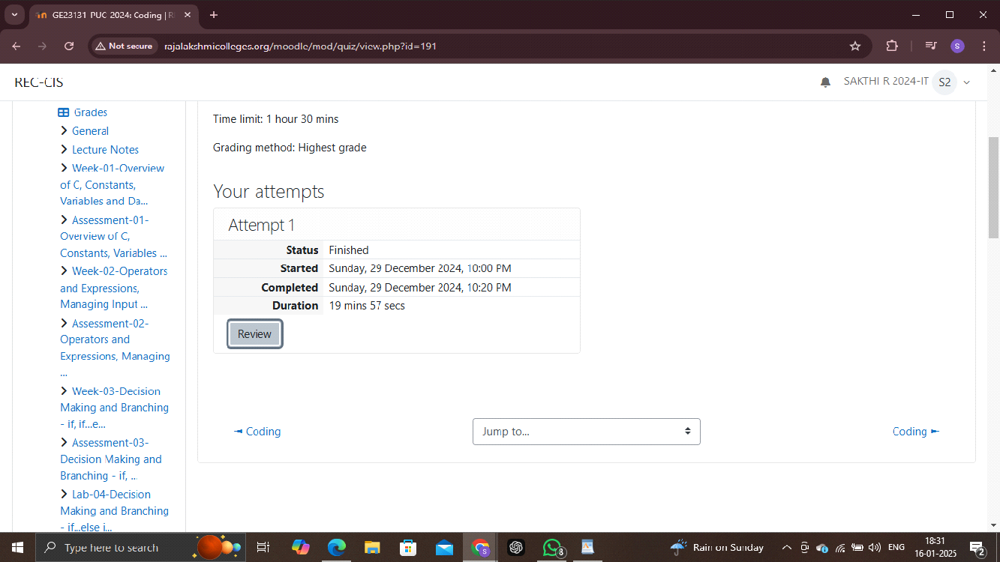 GE23131-PUC-2024: Coding | R
Not secure
rajalakshmicolleges.org/moodle/mod/quiz/view.php?id=191
S
REC-CIS
SAKTHI R 2024-IT
S2
Grades
General
Lecture Notes
Week-01-Overview
of C, Constants,
Variables and Da...
Assessment-01-
Overview of C,
Constants, Variables ...
Week-02-Operators
and Expressions,
Managing Input ...
Assessment-02-
Operators and
Expressions, Managing
...
Week-03-Decision
Making and Branching
- if, if...e...
Assessment-03-
Decision Making and
Branching - if, ...
Lab-04-Decision
Making and Branching
- if...else i...
Time limit: 1 hour 30 mins
Grading method: Highest grade
Your attempts
Attempt 1
Status Finished
Started Sunday, 29 December 2024, 10:00 PM
Completed Sunday, 29 December 2024, 10:20 PM
Duration 19 mins 57 secs
Review
◄ Coding
Jump to...
Coding ►
Type here to search
8
Rain on Sunday
ENG
18:31
16-01-2025
2